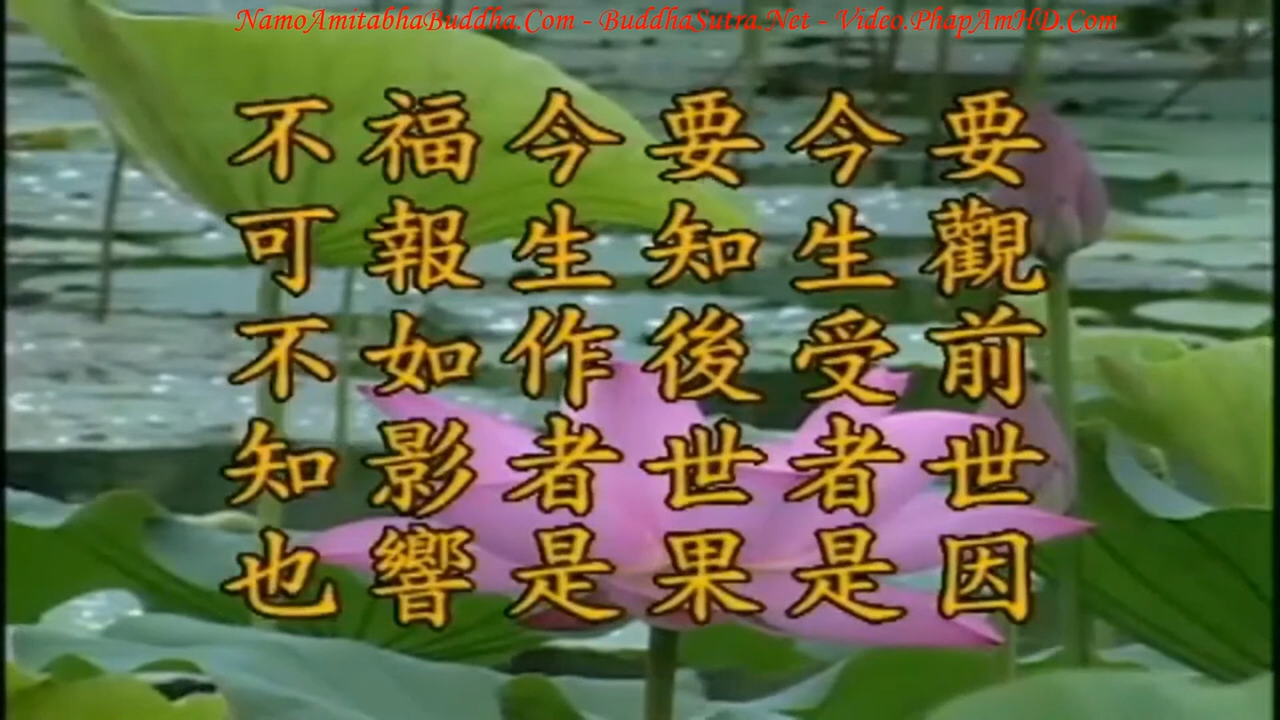 NamoAmitabhaBuddha.Com - BuddhaSutra.Net - Video.PhapAmHD.Com
要觀前世因
今生受者是
要知後世果
今生作者是
福報如影響
不可不知也